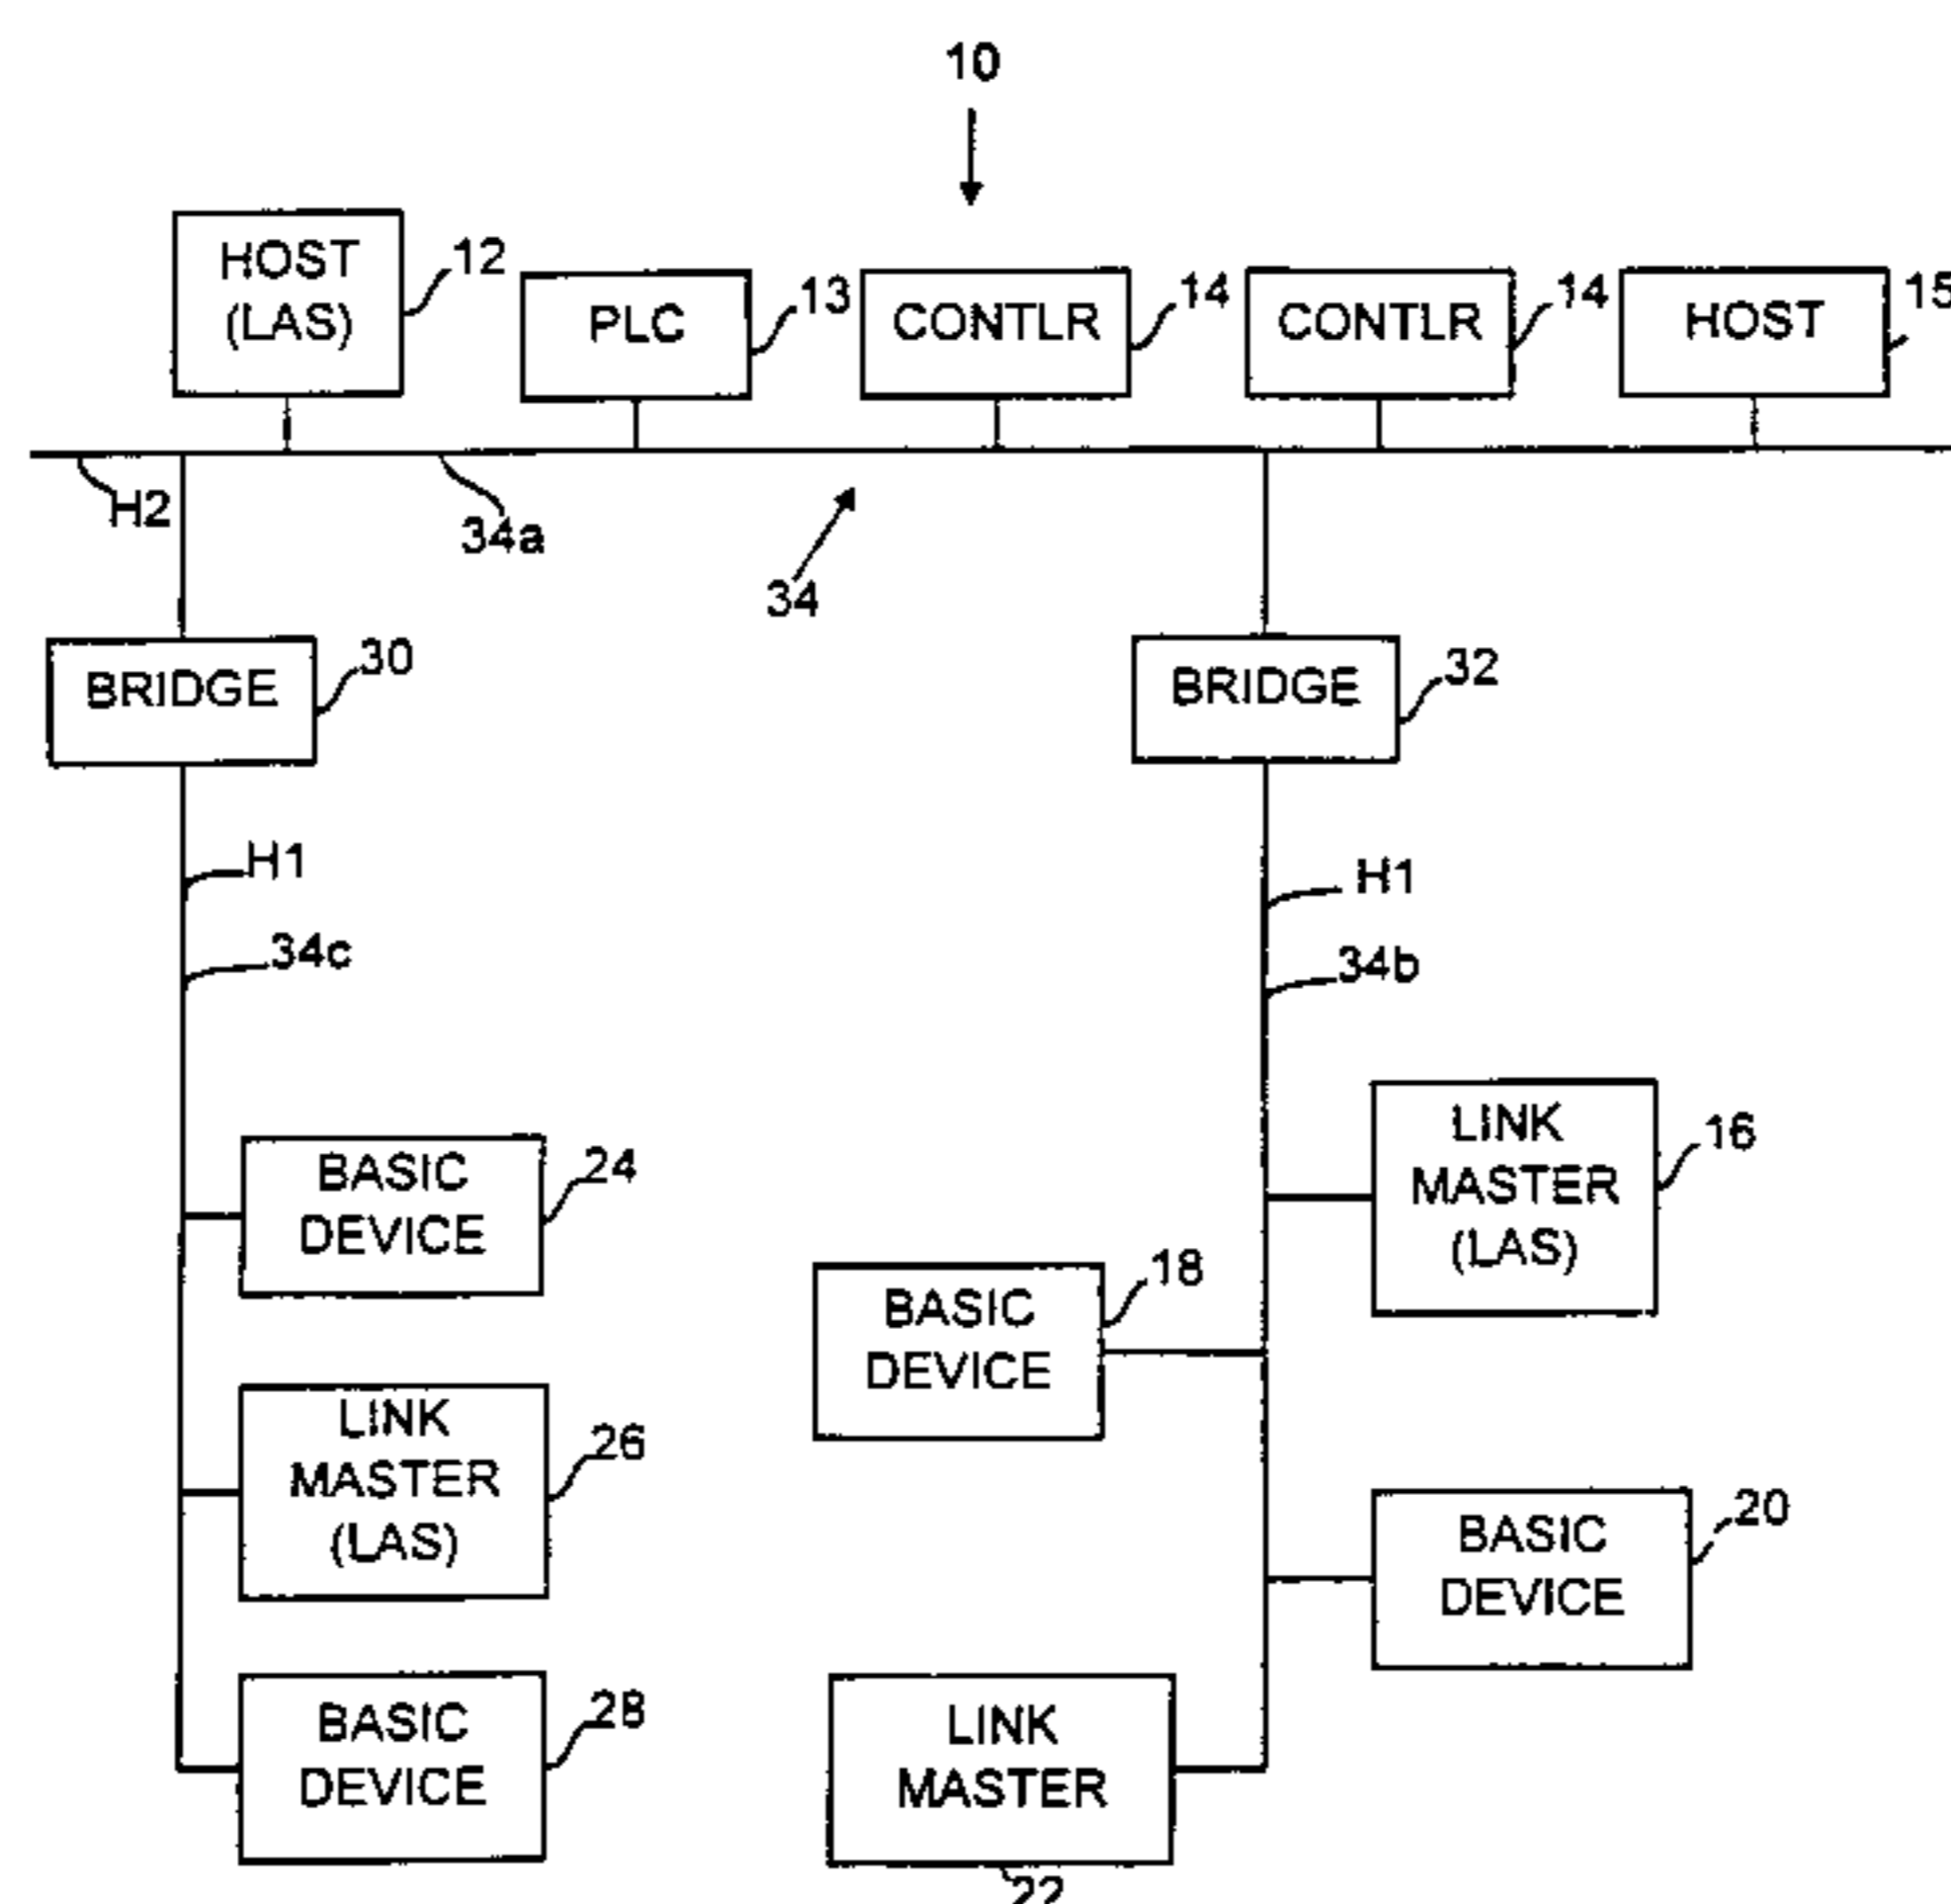 10
HOST
(LAS)
12
PLC
13
CONTLR
14
CONTLR
14
HOST
15
H2
34a
34
BRIDGE
30
BRIDGE
32
H1
34c
H1
34b
BASIC
DEVICE
24
LINK
MASTER
(LAS)
16
BASIC
DEVICE
18
LINK
MASTER
(LAS)
26
BASIC
DEVICE
20
BASIC
DEVICE
28
LINK
MASTER
22